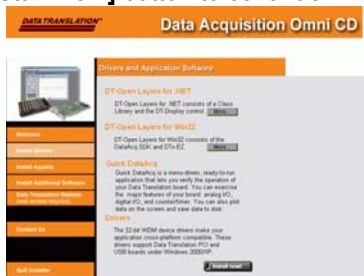 DATA TRANSLATION
Data Acquisition Omni CD
Drivers and Application Software
DT-Open Layers for .NET
DT-Open Layers for .NET consists of a Class
Library and the DT-Display control. More...
DT-Open Layers for Win32
DT-Open Layers for Win32 consists of the
DataAcq SDK and DTx-EZ. More...
Quick DataAcq
Quick DataAcq is a menu-driven, ready-to-run
application that lets you verify the operation of
your Data Translation board. You can exercise
the major features of your board: analog I/O,
digital I/O, and counter/timer. You can also plot
data on the screen and save data to disk.
Drivers
The 32-bit WDM device drivers make your
application cross-platform compatible. These
drivers support Data Translation PCI and
USB boards under Windows 2000/XP.
Install now!
Welcome
Install Drivers
Install Applets
Install Additional Software
Data Translation Website
(web access required)
Contact Us
Quit Installer